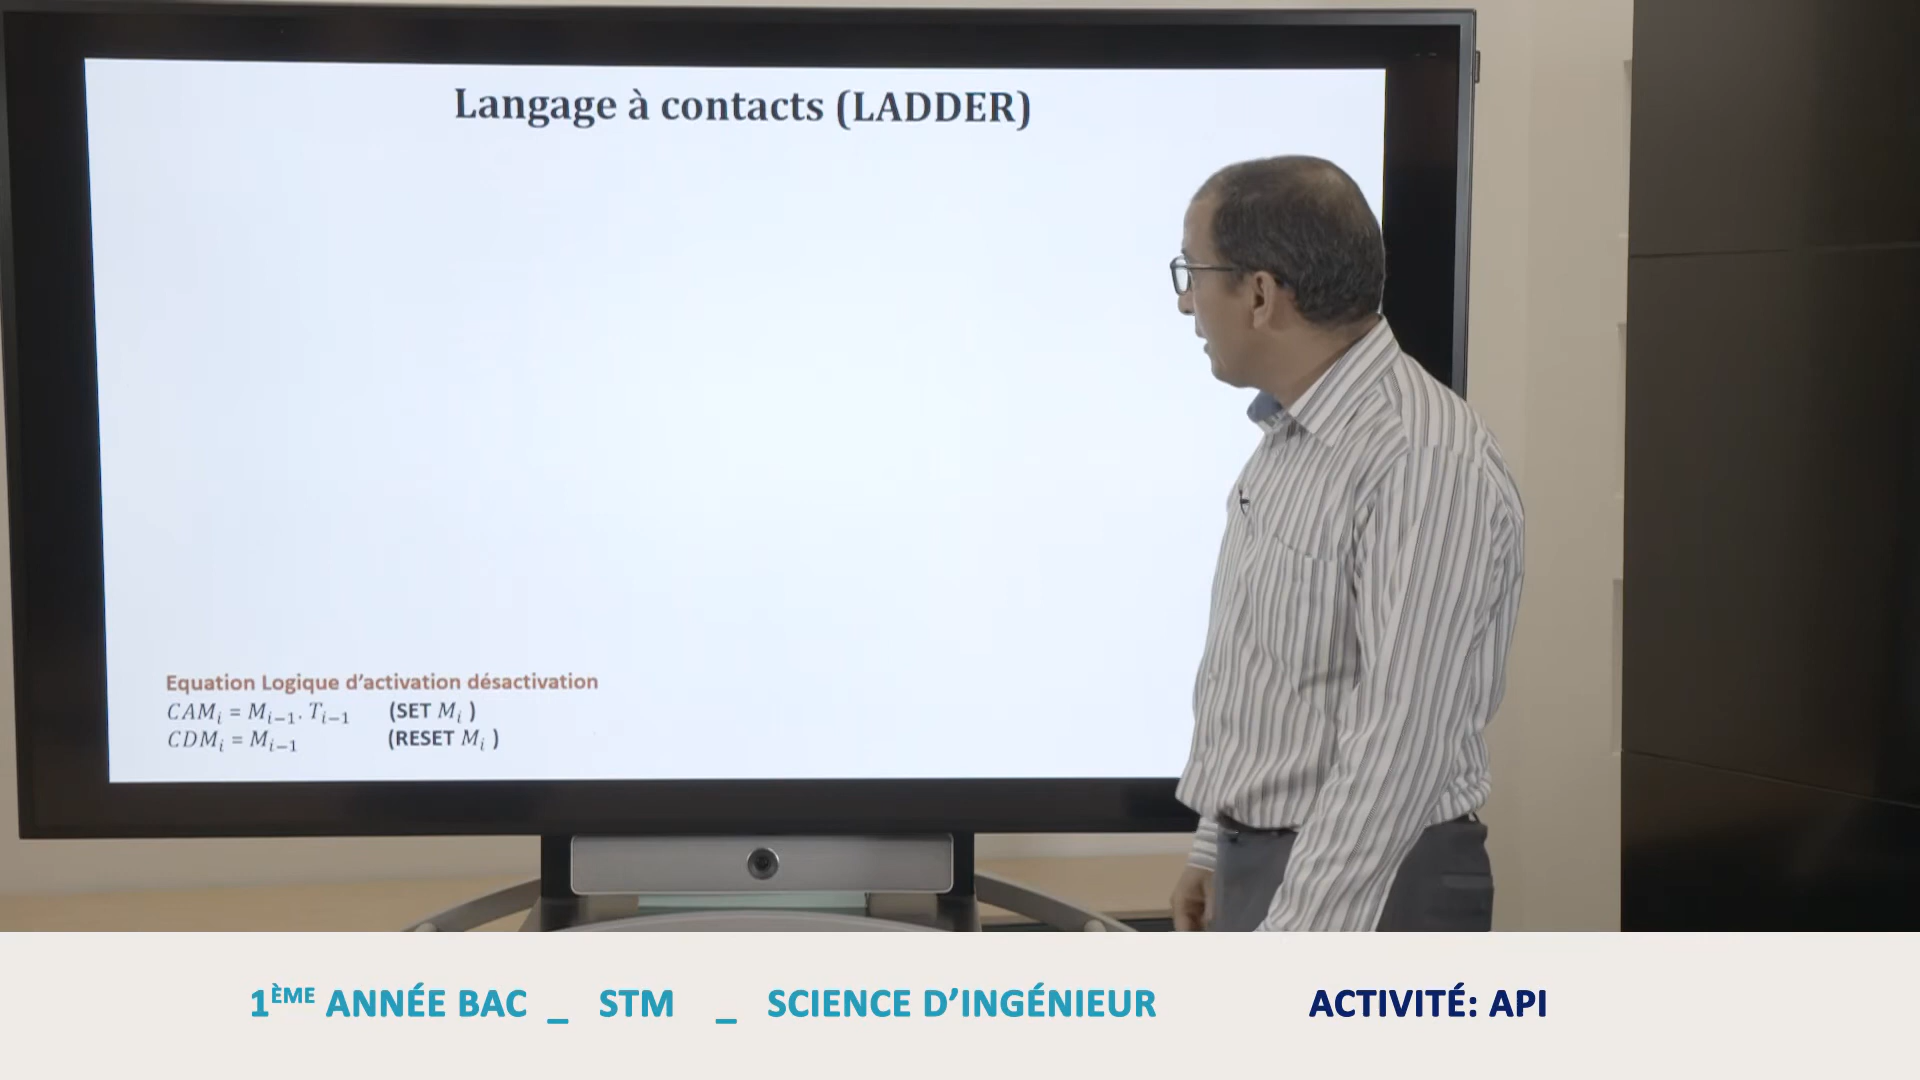 Langage à contacts (LADDER)
Equation Logique d'activation désactivation
CAMᵢ = Mᵢ₋₁. Tᵢ₋₁ (SET Mᵢ )
CDMᵢ = Mᵢ₋₁ (RESET Mᵢ )
1ÈME ANNÉE BAC _ STM _ SCIENCE D'INGÉNIEUR ACTIVITÉ: API